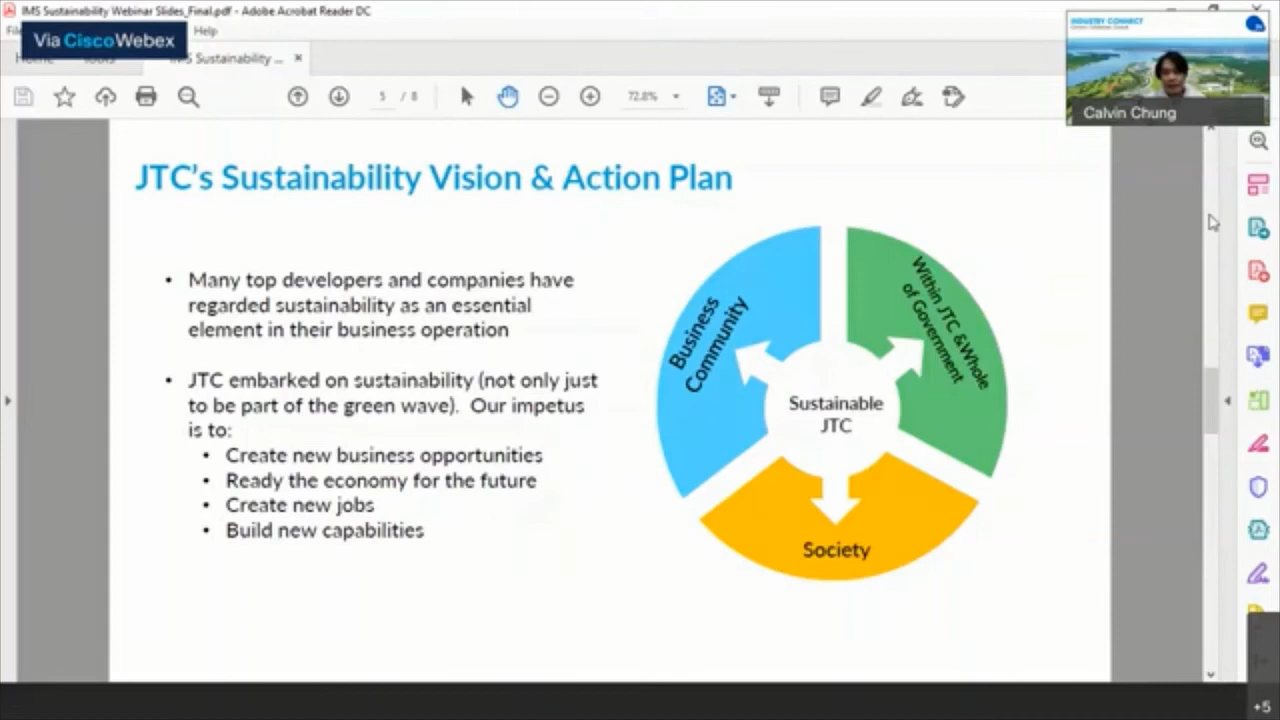 IMS Sustainability Webinar Slides_Final.pdf - Adobe Acrobat Reader DC
Via CiscoWebex
Help
IMS Sustainability ...
5 / 8
72.8%
INDUSTRY CONNECT
Calvin Chung
JTC's Sustainability Vision & Action Plan
• Many top developers and companies have
regarded sustainability as an essential
element in their business operation
• JTC embarked on sustainability (not only just
to be part of the green wave). Our impetus
is to:
• Create new business opportunities
• Ready the economy for the future
• Create new jobs
• Build new capabilities
Business
Community
Within JTC &Whole
of Government
Sustainable
JTC
Society
+5